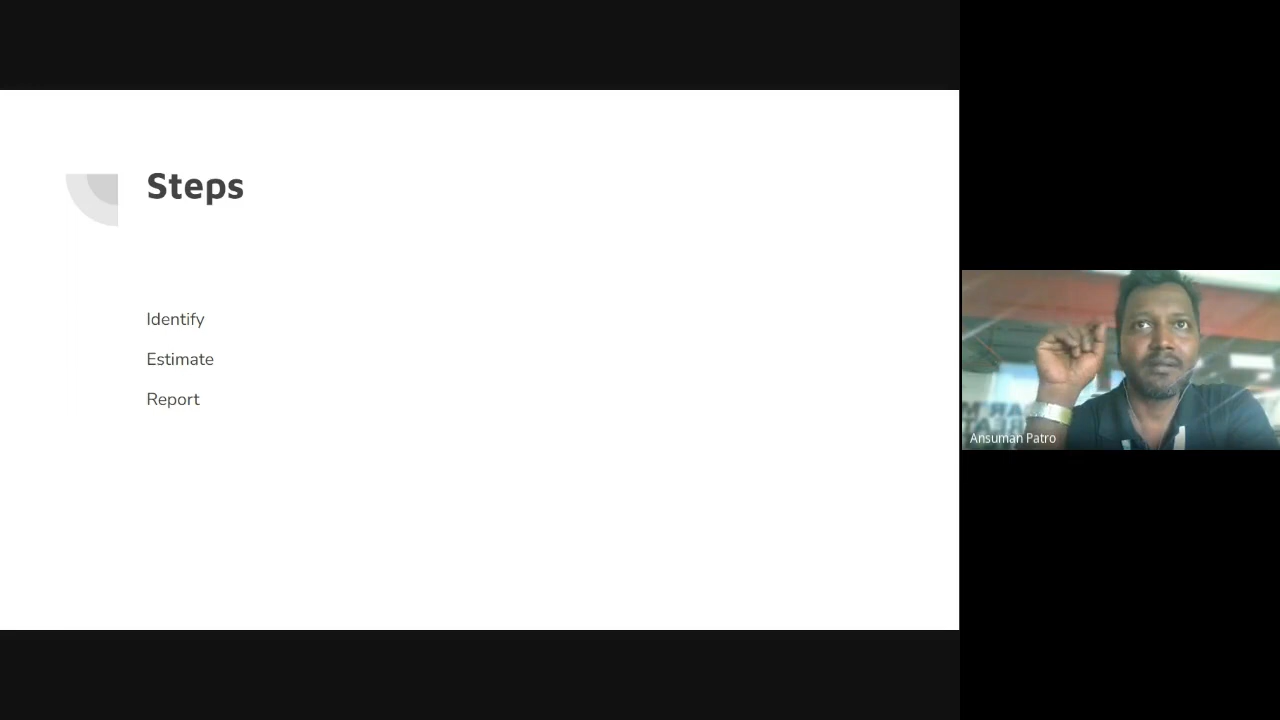 Steps
Identify
Estimate
Report
Ansuman Patro